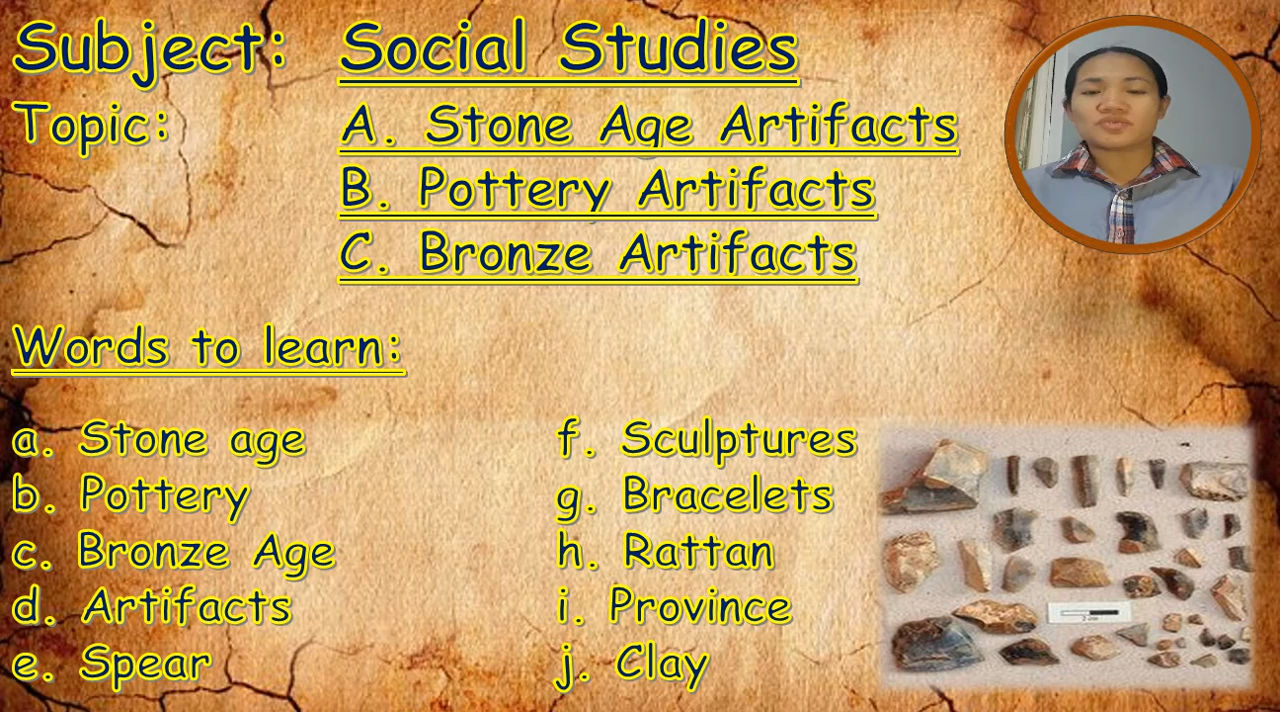 Subject: Social Studies
Topic: A. Stone Age Artifacts
B. Pottery Artifacts
C. Bronze Artifacts
Words to learn:
a. Stone age
b. Pottery
c. Bronze Age
d. Artifacts
e. Spear
f. Sculptures
g. Bracelets
h. Rattan
i. Province
j. Clay